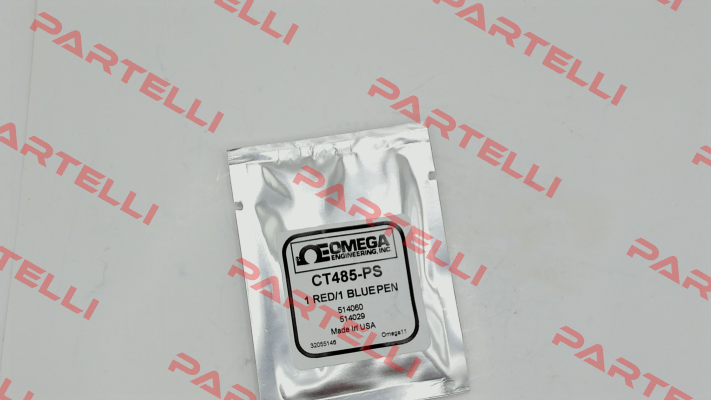 OMEGA
ENGINEERING, INC.
CT485-PS
1 RED/1 BLUE PEN
514060
514029
Made In USA
32055146 Omega11
PARTELLI
PARTELLI
PARTELLI
PARTELLI
PARTELLI
PARTELLI
PARTELLI
PARTELLI
PARTELLI
PARTELLI